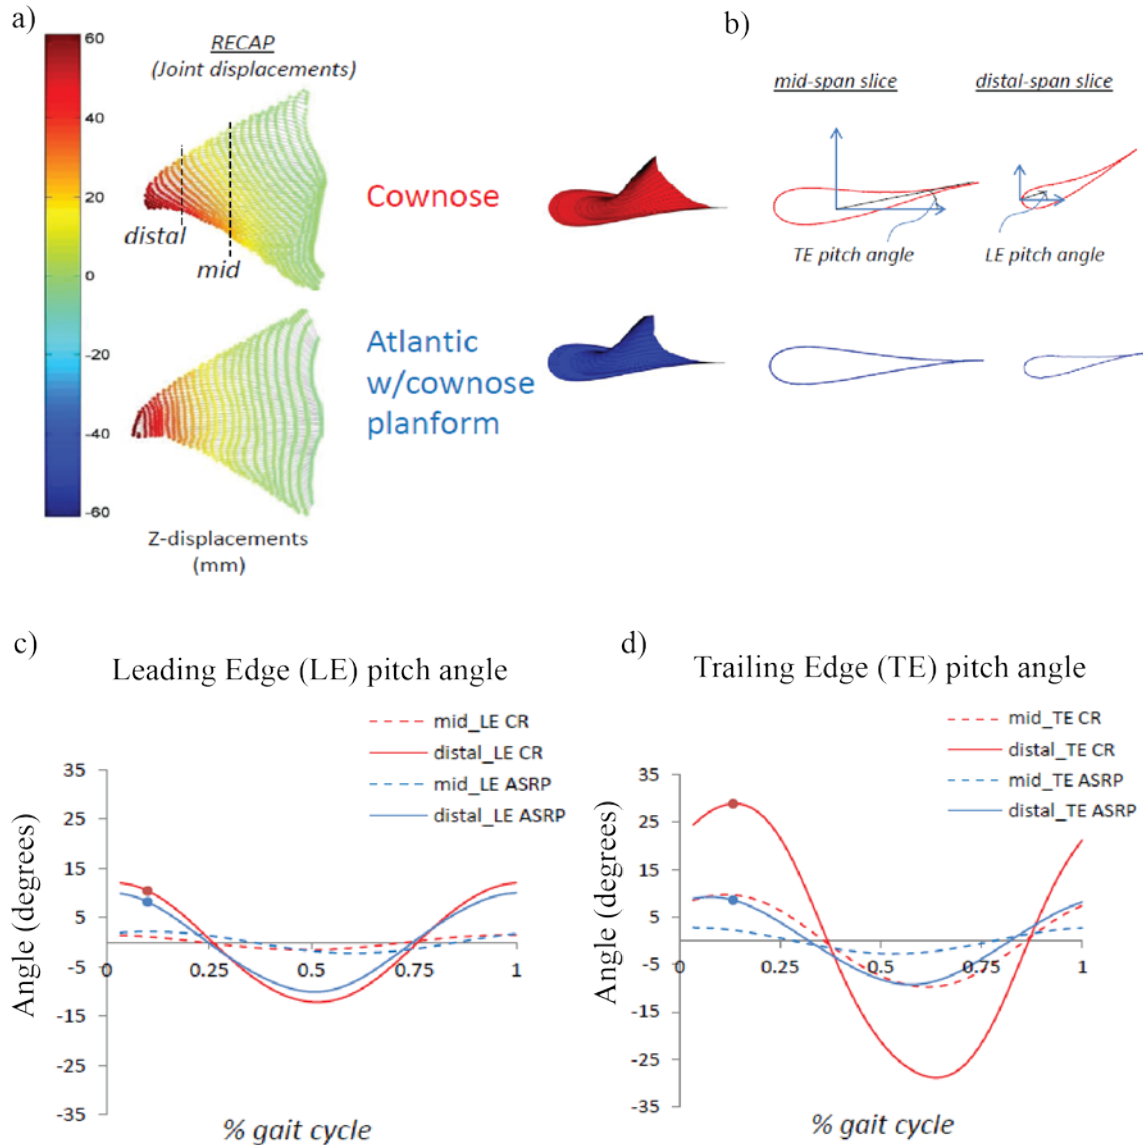 a)
60
40
20
0
-20
-40
-60
RECAP
(Joint displacements)
distal
mid
Z-displacements
(mm)
Cownose
Atlantic
w/cownose
planform
b)
mid-span slice
distal-span slice
TE pitch angle
LE pitch angle
c)
Leading Edge (LE) pitch angle
mid_LE CR
distal_LE CR
mid_LE ASRP
distal_LE ASRP
Angle (degrees)
35
25
15
5
-5
-15
-25
-35
0
0.25
0.5
0.75
1
% gait cycle
d)
Trailing Edge (TE) pitch angle
mid_TE CR
distal_TE CR
mid_TE ASRP
distal_TE ASRP
Angle (degrees)
35
25
15
5
-5
-15
-25
-35
0
0.25
0.5
0.75
1
% gait cycle